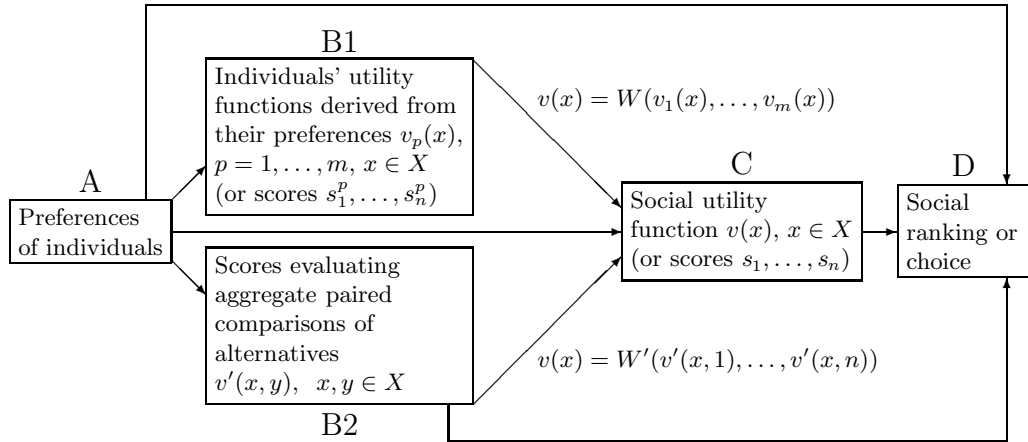 B1
Individuals’ utility
functions derived from
their preferences v_p(x),
p = 1, . . . , m, x ∈ X
(or scores s_1^p, . . . , s_n^p)
v(x) = W(v_1(x), . . . , v_m(x))
A
Preferences
of individuals
C
Social utility
function v(x), x ∈ X
(or scores s_1, . . . , s_n)
D
Social
ranking or
choice
Scores evaluating
aggregate paired
comparisons of
alternatives
v′(x, y), x, y ∈ X
B2
v(x) = W′(v′(x, 1), . . . , v′(x, n))